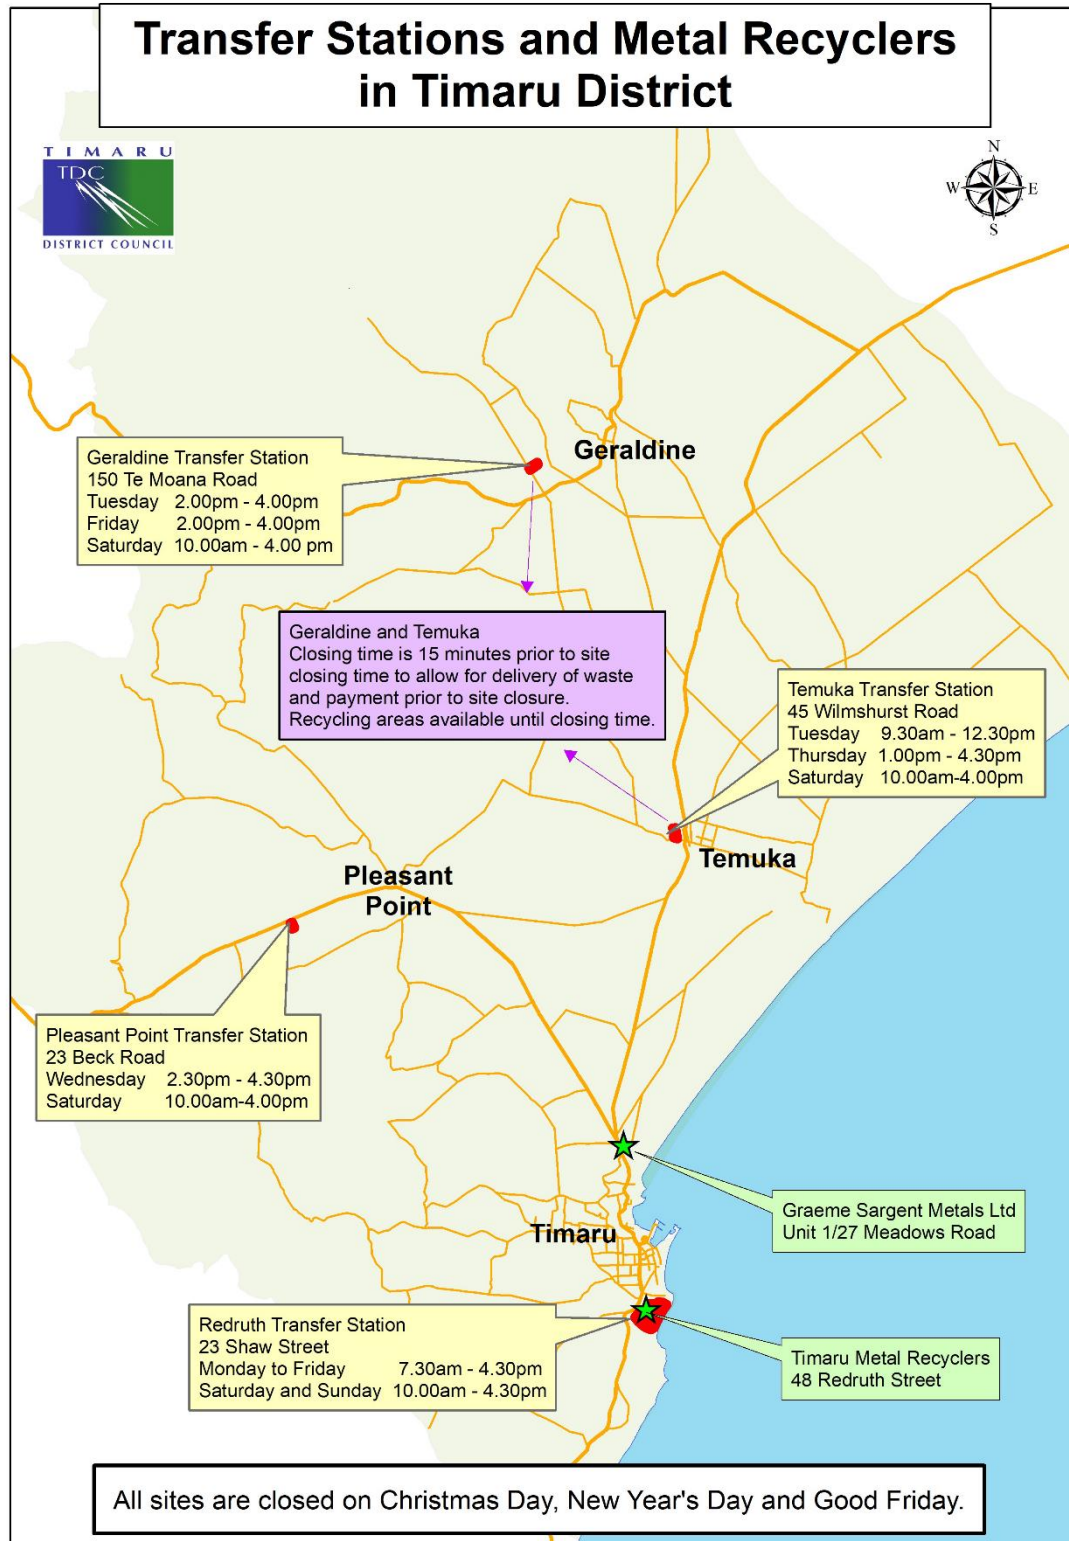 Transfer Stations and Metal Recyclers
in Timaru District
TIMARU
TDC
DISTRICT COUNCIL
N
W
E
S
Geraldine
Geraldine Transfer Station
150 Te Moana Road
Tuesday 2.00pm - 4.00pm
Friday 2.00pm - 4.00pm
Saturday 10.00am - 4.00 pm
Geraldine and Temuka
Closing time is 15 minutes prior to site
closing time to allow for delivery of waste
and payment prior to site closure.
Recycling areas available until closing time.
Temuka Transfer Station
45 Wilmshurst Road
Tuesday 9.30am - 12.30pm
Thursday 1.00pm - 4.30pm
Saturday 10.00am-4.00pm
Temuka
Pleasant
Point
Pleasant Point Transfer Station
23 Beck Road
Wednesday 2.30pm - 4.30pm
Saturday 10.00am-4.00pm
Graeme Sargent Metals Ltd
Unit 1/27 Meadows Road
Timaru
Redruth Transfer Station
23 Shaw Street
Monday to Friday 7.30am - 4.30pm
Saturday and Sunday 10.00am - 4.30pm
Timaru Metal Recyclers
48 Redruth Street
All sites are closed on Christmas Day, New Year's Day and Good Friday.